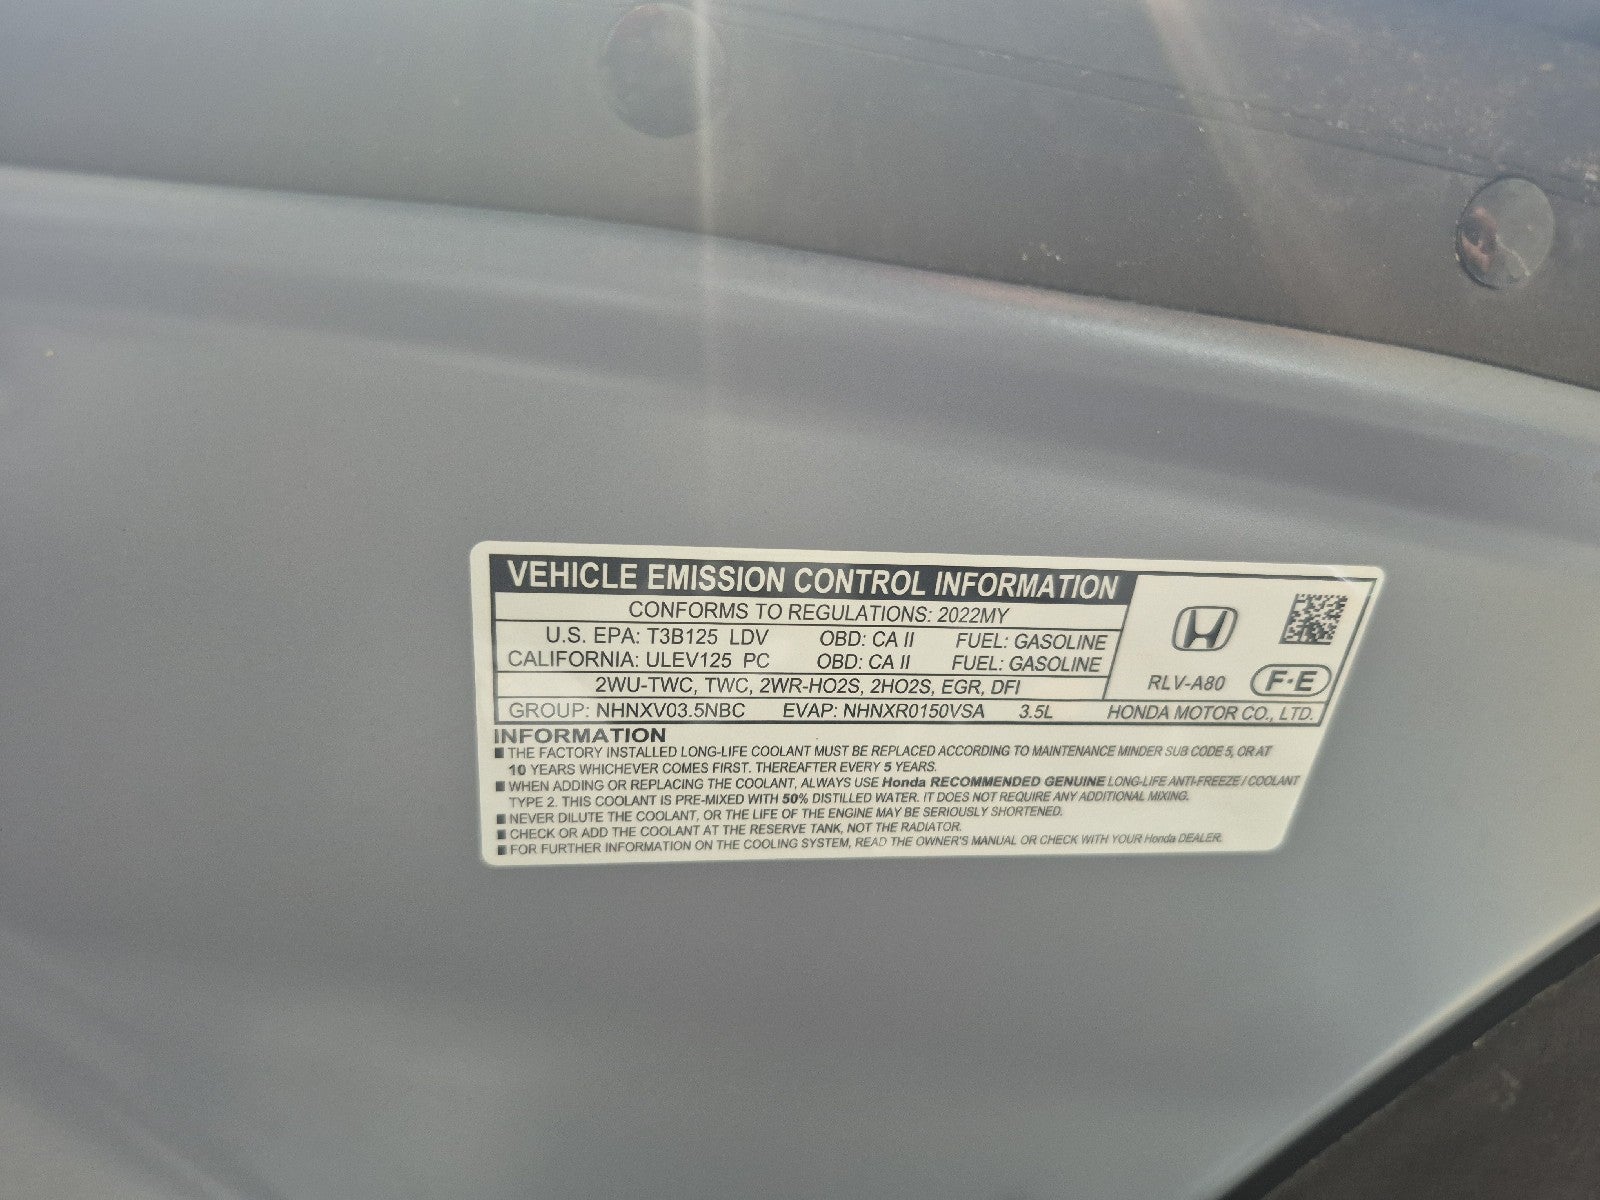 VEHICLE EMISSION CONTROL INFORMATION
CONFORMS TO REGULATIONS: 2022MY
U.S. EPA: T3B125 LDV OBD: CA II FUEL: GASOLINE
CALIFORNIA: ULEV125 PC OBD: CA II FUEL: GASOLINE
2WU-TWC, TWC, 2WR-HO2S, 2HO2S, EGR, DFI
RLV-A80 F·E
GROUP: NHNXV03.5NBC EVAP: NHNXR0150VSA 3.5L HONDA MOTOR CO., LTD.
INFORMATION
■ THE FACTORY INSTALLED LONG-LIFE COOLANT MUST BE REPLACED ACCORDING TO MAINTENANCE MINDER SUB CODE 5, OR AT
10 YEARS WHICHEVER COMES FIRST. THEREAFTER EVERY 5 YEARS.
■ WHEN ADDING OR REPLACING THE COOLANT, ALWAYS USE Honda RECOMMENDED GENUINE LONG-LIFE ANTI-FREEZE / COOLANT
TYPE 2. THIS COOLANT IS PRE-MIXED WITH 50% DISTILLED WATER. IT DOES NOT REQUIRE ANY ADDITIONAL MIXING.
■ NEVER DILUTE THE COOLANT, OR THE LIFE OF THE ENGINE MAY BE SERIOUSLY SHORTENED.
■ CHECK OR ADD THE COOLANT AT THE RESERVE TANK, NOT THE RADIATOR.
■ FOR FURTHER INFORMATION ON THE COOLING SYSTEM, READ THE OWNER'S MANUAL OR CHECK WITH YOUR Honda DEALER.